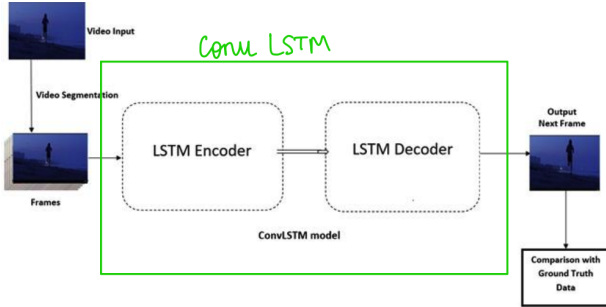 Video Input
Conv LSTM
Video Segmentation
Output
Next Frame
LSTM Encoder
LSTM Decoder
Frames
ConvLSTM model
Comparison with
Ground Truth
Data